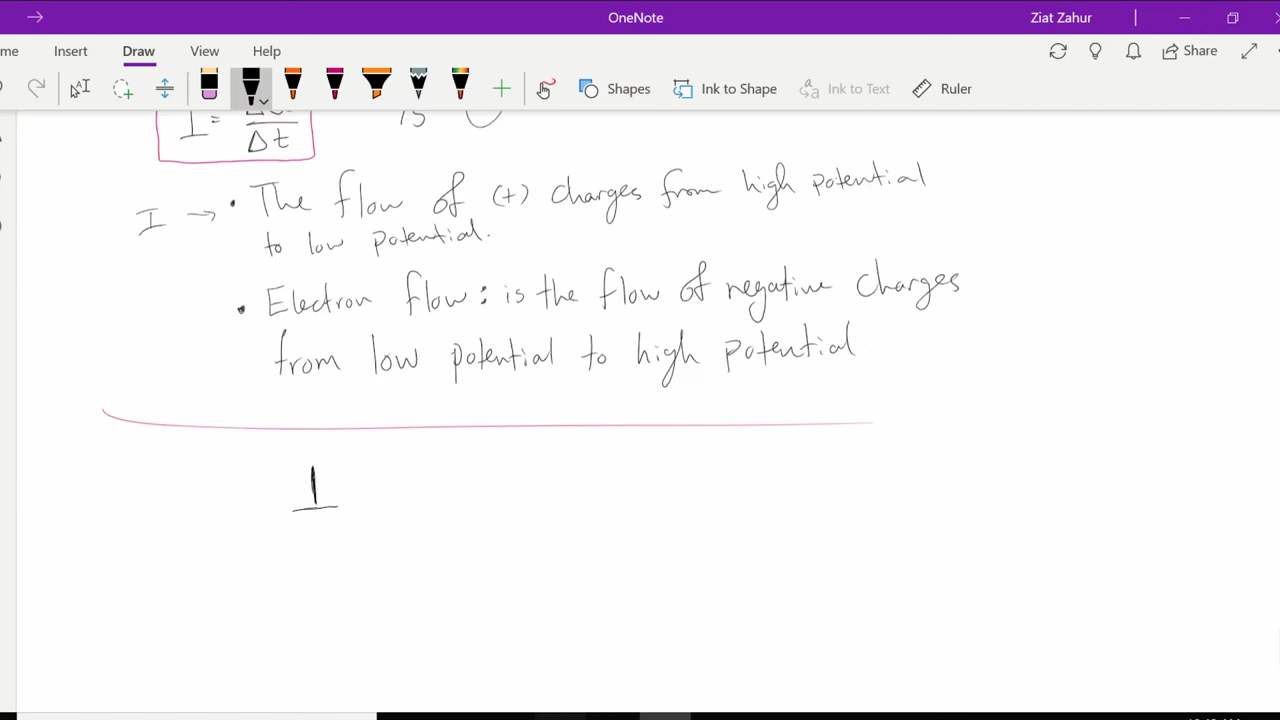 OneNote
Ziat Zahur
me Insert Draw View Help
Share
Shapes
Ink to Shape
Ink to Text
Ruler
I =
Δt
is
I → • The flow of (+) charges from high potential
to low potential.
• Electron flow: is the flow of negative charges
from low potential to high potential